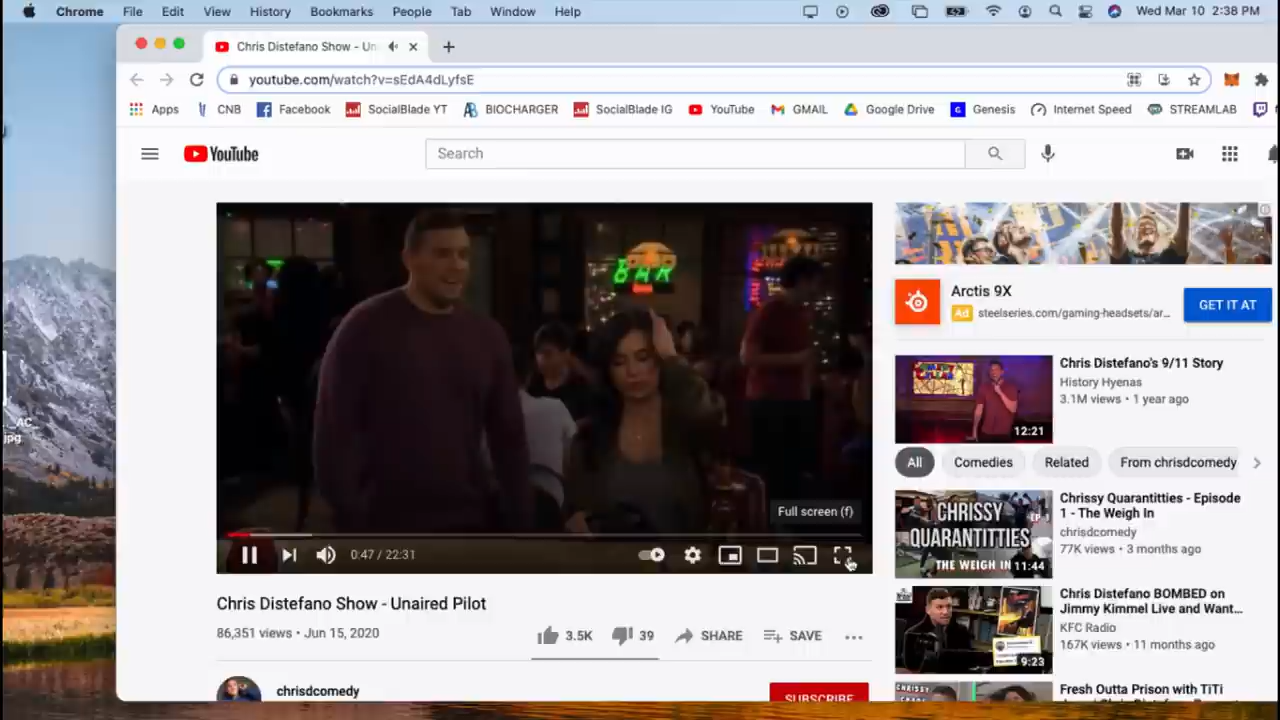 Chrome File Edit View History Bookmarks People Tab Window Help Wed Mar 10 2:38 PM
Chris Distefano Show - Un
youtube.com/watch?v=sEdA4dLyfsE
Apps CNB Facebook SocialBlade YT BIOCHARGER SocialBlade IG YouTube GMAIL Google Drive Genesis Internet Speed STREAMLAB
YouTube
Search
BAR
Full screen (f)
0:47 / 22:31
Chris Distefano Show - Unaired Pilot
86,351 views • Jun 15, 2020
3.5K 39 SHARE SAVE
chrisdcomedy
SUBSCRIBE
Arctis 9X
Ad steelseries.com/gaming-headsets/ar...
GET IT AT
Chris Distefano's 9/11 Story
History Hyenas
3.1M views • 1 year ago
12:21
All Comedies Related From chrisdcomedy
CHRISSY
QUARANTITTIES
EP. 1
THE WEIGH IN
11:44
Chrissy Quarantitties - Episode
1 - The Weigh In
chrisdcomedy
77K views • 3 months ago
9:23
Chris Distefano BOMBED on
Jimmy Kimmel Live and Want...
KFC Radio
167K views • 11 months ago
CHRISSY
Fresh Outta Prison with TiTi
_AC_
jpg